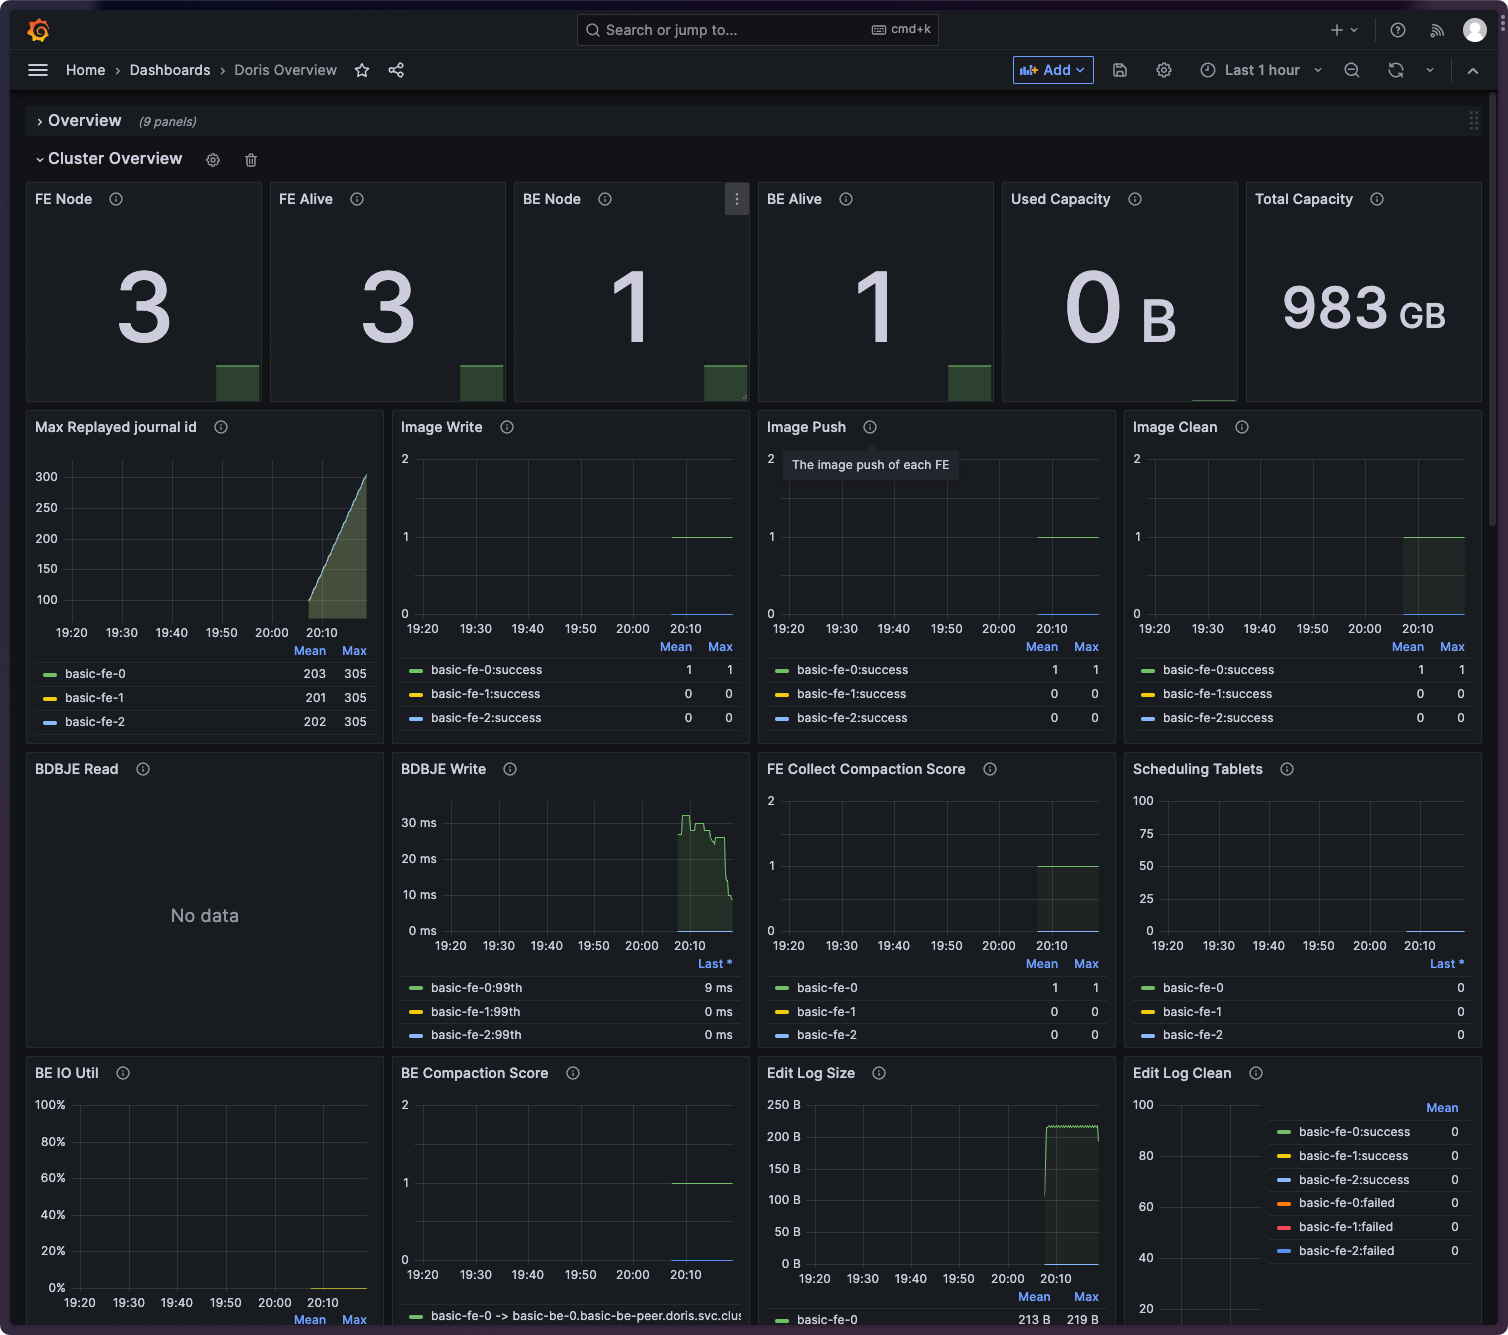 Search or jump to... cmd+k
Home › Dashboards › Doris Overview Add Last 1 hour
Overview (9 panels)
Cluster Overview
FE Node FE Alive BE Node BE Alive Used Capacity Total Capacity
3 3 1 1 0 B 983 GB
Max Replayed journal id
300
250
200
150
100
19:20 19:30 19:40 19:50 20:00 20:10
Mean Max
basic-fe-0 203 305
basic-fe-1 201 305
basic-fe-2 202 305
Image Write
2
1
0
19:20 19:30 19:40 19:50 20:00 20:10
Mean Max
basic-fe-0:success 1 1
basic-fe-1:success 0 0
basic-fe-2:success 0 0
Image Push
The image push of each FE
2
1
0
19:20 19:30 19:40 19:50 20:00 20:10
Mean Max
basic-fe-0:success 1 1
basic-fe-1:success 0 0
basic-fe-2:success 0 0
Image Clean
2
1
0
19:20 19:30 19:40 19:50 20:00 20:10
Mean Max
basic-fe-0:success 1 1
basic-fe-1:success 0 0
basic-fe-2:success 0 0
BDBJE Read
No data
BDBJE Write
30 ms
20 ms
10 ms
0 ms
19:20 19:30 19:40 19:50 20:00 20:10
Last *
basic-fe-0:99th 9 ms
basic-fe-1:99th 0 ms
basic-fe-2:99th 0 ms
FE Collect Compaction Score
2
1
0
19:20 19:30 19:40 19:50 20:00 20:10
Mean Max
basic-fe-0 1 1
basic-fe-1 0 0
basic-fe-2 0 0
Scheduling Tablets
100
75
50
25
0
19:20 19:30 19:40 19:50 20:00 20:10
Last *
basic-fe-0 0
basic-fe-1 0
basic-fe-2 0
BE IO Util
100%
80%
60%
40%
20%
0%
19:20 19:30 19:40 19:50 20:00 20:10
Mean Max
BE Compaction Score
2
1
0
19:20 19:30 19:40 19:50 20:00 20:10
basic-fe-0 -> basic-be-0.basic-be-peer.doris.svc.clus
Edit Log Size
250 B
200 B
150 B
100 B
50 B
0 B
19:20 19:30 19:40 19:50 20:00 20:10
Mean Max
basic-fe-0 213 B 219 B
Edit Log Clean
100
80
60
40
20
Mean
basic-fe-0:success 0
basic-fe-1:success 0
basic-fe-2:success 0
basic-fe-0:failed 0
basic-fe-1:failed 0
basic-fe-2:failed 0